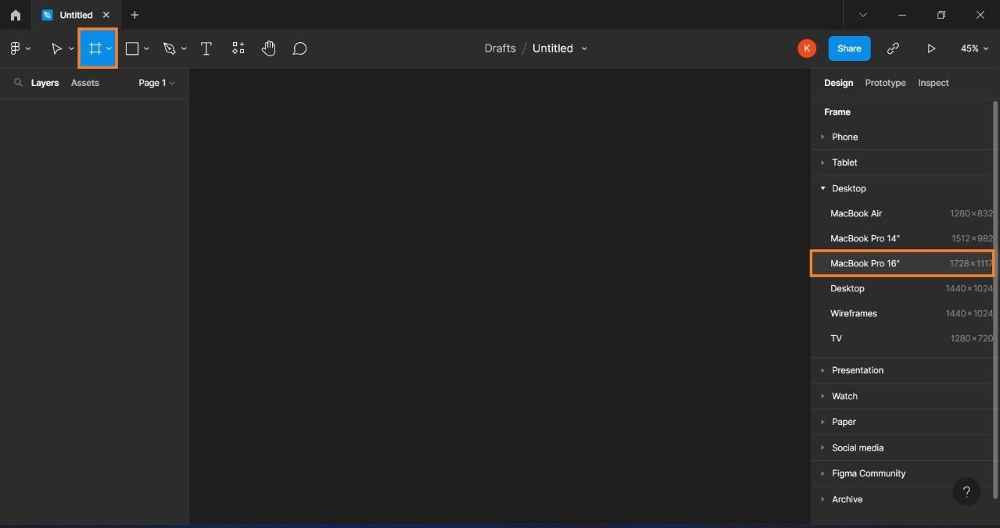 Untitled
Drafts / Untitled
K
Share
45%
Layers Assets Page 1
Design Prototype Inspect
Frame
Phone
Tablet
Desktop
MacBook Air 1280×832
MacBook Pro 14" 1512×982
MacBook Pro 16" 1728×1117
Desktop 1440×1024
Wireframes 1440×1024
TV 1280×720
Presentation
Watch
Paper
Social media
Figma Community
?
Archive